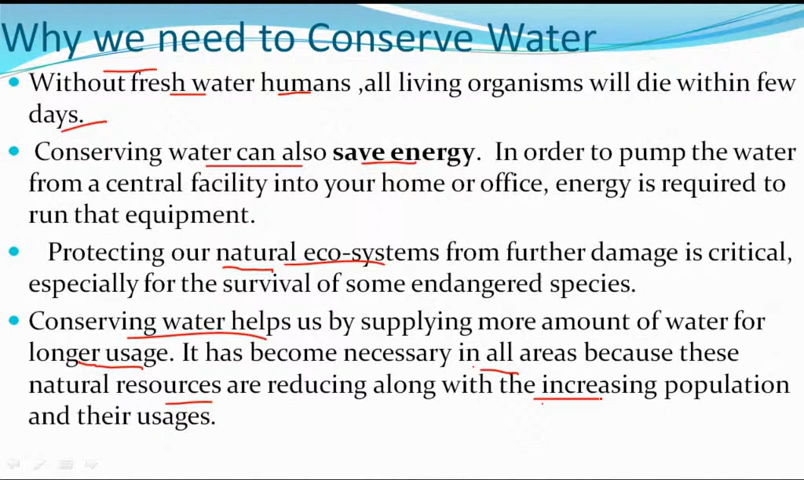 Why we need to Conserve Water
Without fresh water humans ,all living organisms will die within few
days.
Conserving water can also save energy. In order to pump the water
from a central facility into your home or office, energy is required to
run that equipment.
Protecting our natural eco-systems from further damage is critical,
especially for the survival of some endangered species.
Conserving water helps us by supplying more amount of water for
longer usage. It has become necessary in all areas because these
natural resources are reducing along with the increasing population
and their usages.